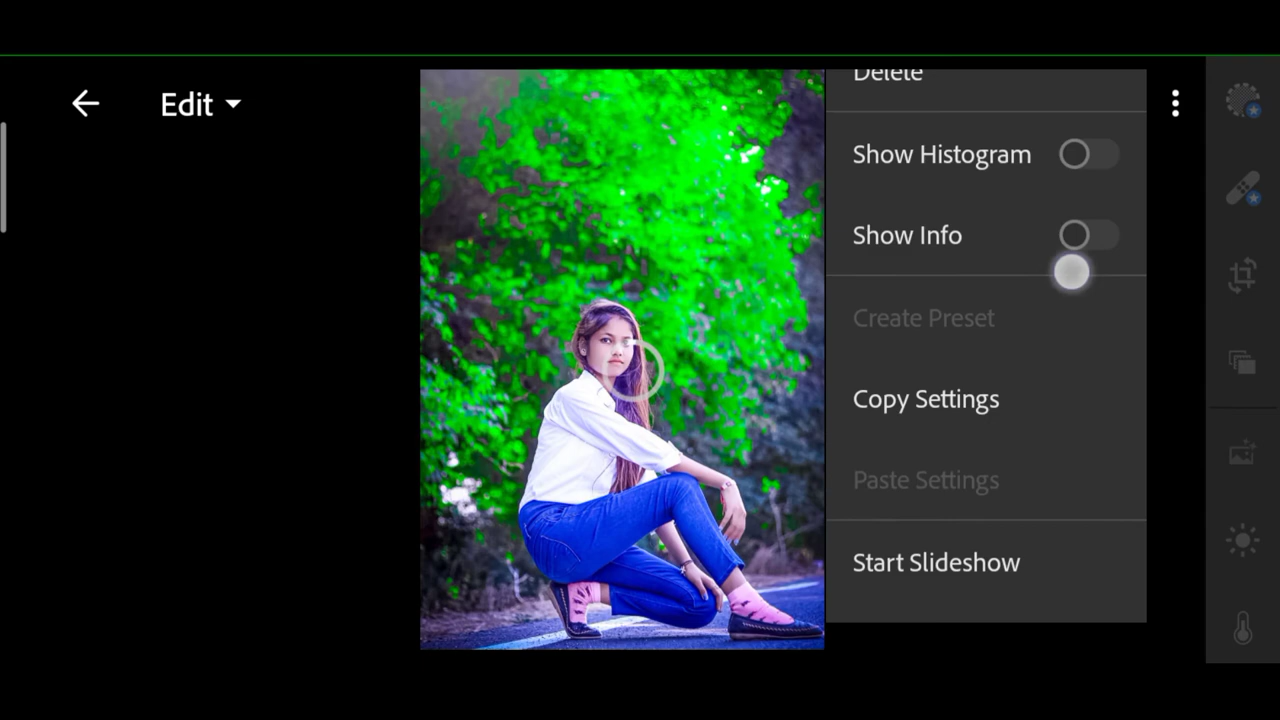 Edit
Delete
Show Histogram
Show Info
Create Preset
Copy Settings
Paste Settings
Start Slideshow